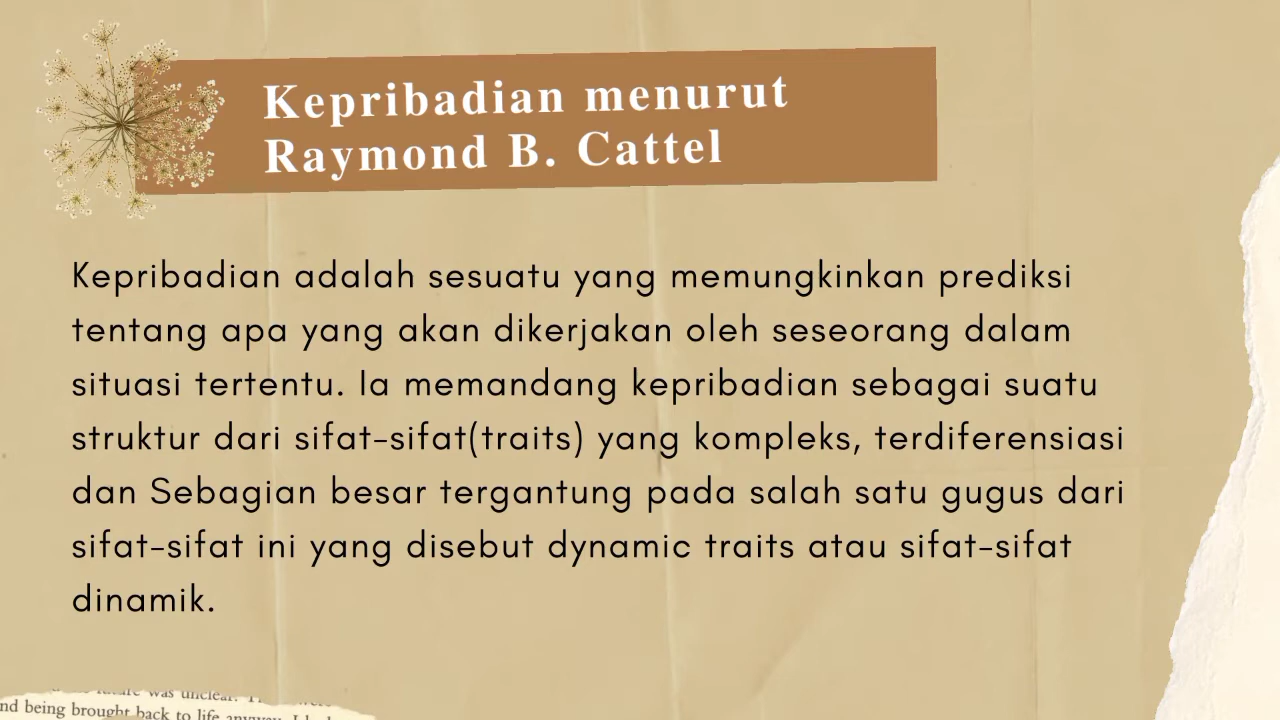 Kepribadian menurut
Raymond B. Cattel
Kepribadian adalah sesuatu yang memungkinkan prediksi
tentang apa yang akan dikerjakan oleh seseorang dalam
situasi tertentu. Ia memandang kepribadian sebagai suatu
struktur dari sifat-sifat(traits) yang kompleks, terdiferensiasi
dan Sebagian besar tergantung pada salah satu gugus dari
sifat-sifat ini yang disebut dynamic traits atau sifat-sifat
dinamik.
was unclear.
being brought back to life anyway.